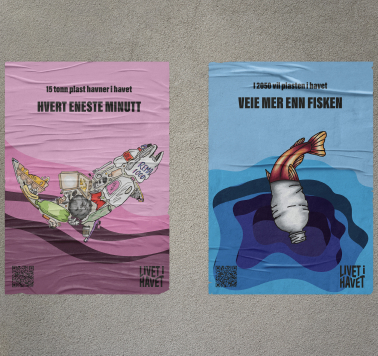 15 tonn plast havner i havet
HVERT ENESTE MINUTT
LIVET i
HAVET
I 2050 vil plasten i havet
VEIE MER ENN FISKEN
LIVET i
HAVET